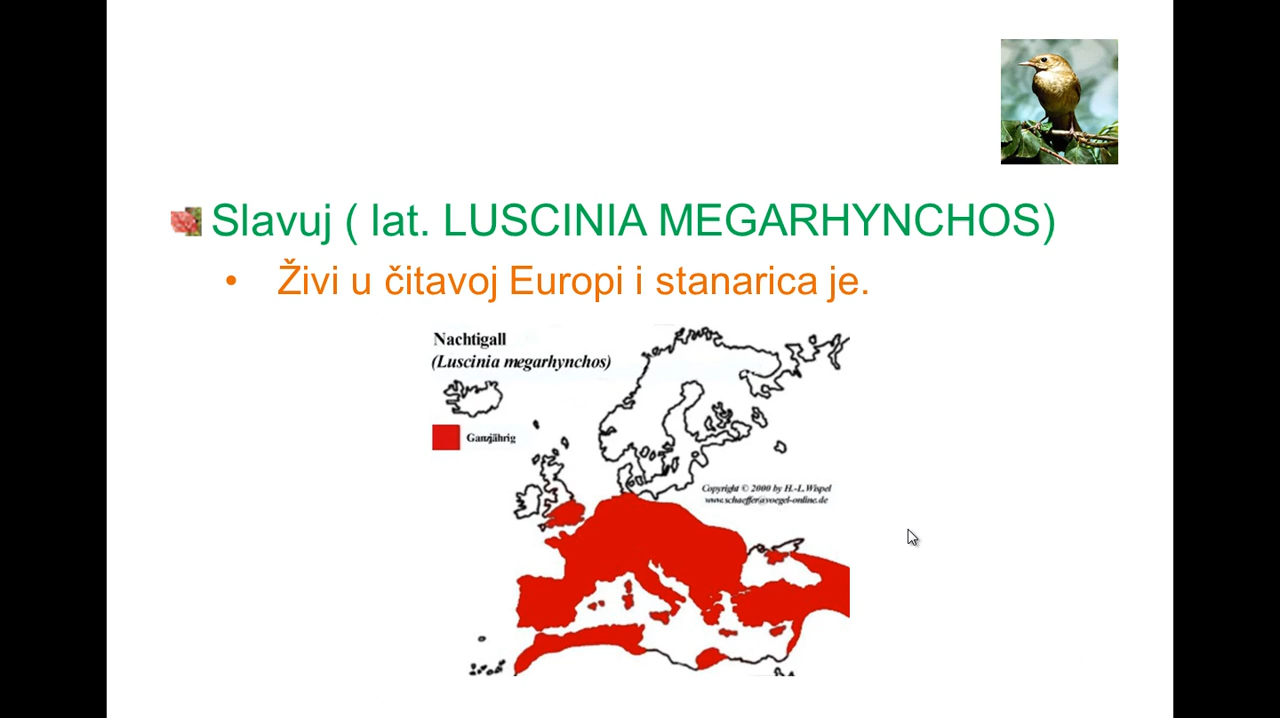 Slavuj ( lat. LUSCINIA MEGARHYNCHOS)
• Živi u čitavoj Europi i stanarica je.
Nachtigall
(Luscinia megarhynchos)
Ganzjährig
Copyright © 2000 by H.-L. Wispel
www.schaeffer@voegel-online.de